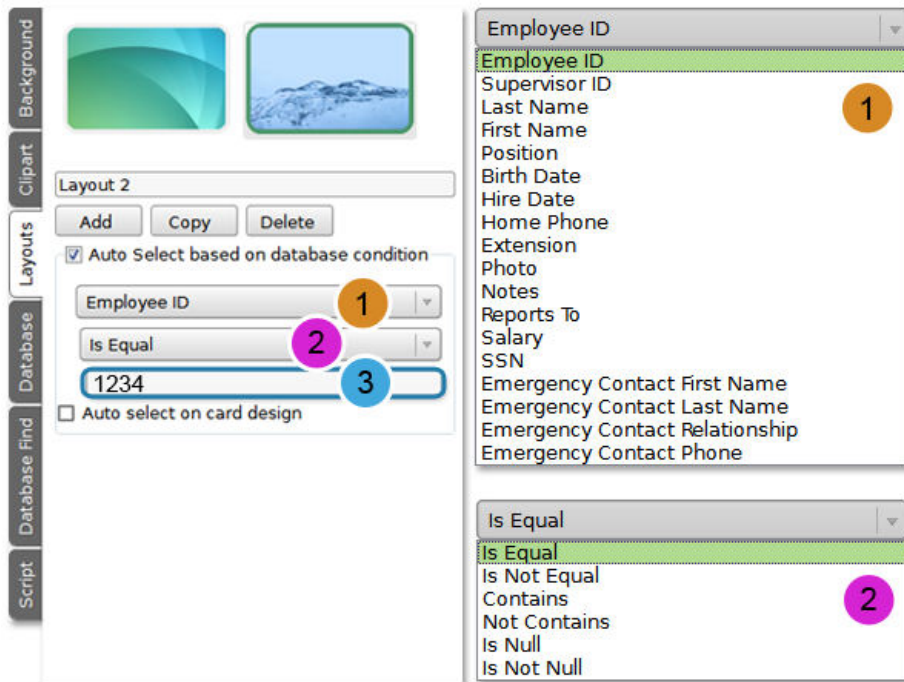 Background
Clipart
Layouts
Database
Database Find
Script
Layout 2
Add Copy Delete
Auto Select based on database condition
Employee ID 1
Is Equal 2
1234 3
Auto select on card design
Employee ID
Employee ID
Supervisor ID
Last Name 1
First Name
Position
Birth Date
Hire Date
Home Phone
Extension
Photo
Notes
Reports To
Salary
SSN
Emergency Contact First Name
Emergency Contact Last Name
Emergency Contact Relationship
Emergency Contact Phone
Is Equal
Is Equal
Is Not Equal
Contains 2
Not Contains
Is Null
Is Not Null